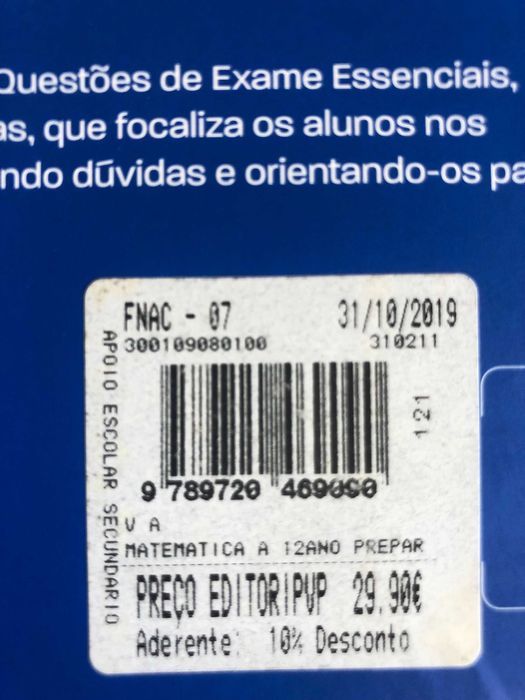 Questões de Exame Essenciais,
as, que focaliza os alunos nos
ndo dúvidas e orientando-os pa
FNAC - 07 31/10/2019
300109080100 310211
APOIO ESCOLAR SECUNDARIO
121
9 789720 469090
V A
MATEMATICA A 12ANO PREPAR
PREÇO EDITOR|PVP 29.90€
Aderente: 10% Desconto